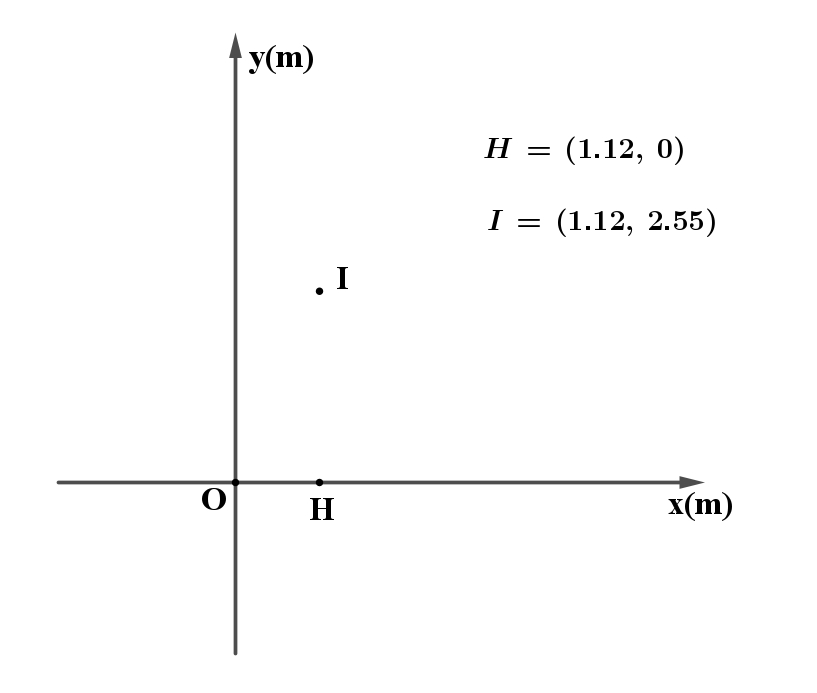 y(m)
H = (1.12, 0)
I = (1.12, 2.55)
I
O
H
x(m)